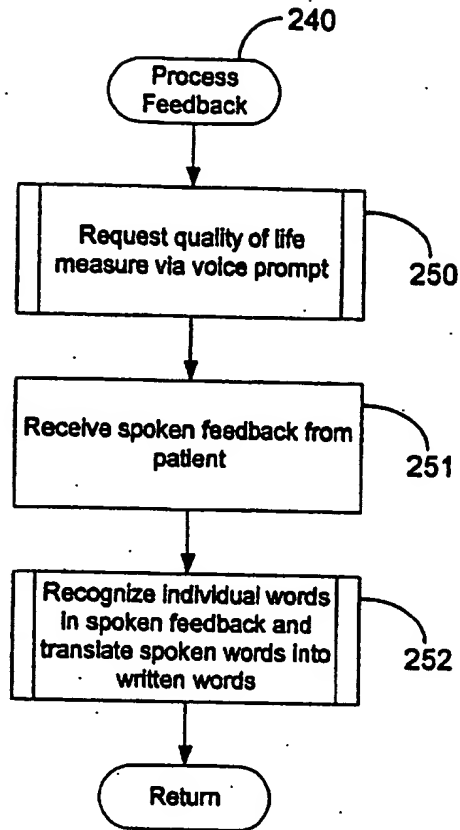 240
Process
Feedback
Request quality of life
measure via voice prompt
250
Receive spoken feedback from
patient
251
Recognize individual words
in spoken feedback and
translate spoken words into
written words
252
Return